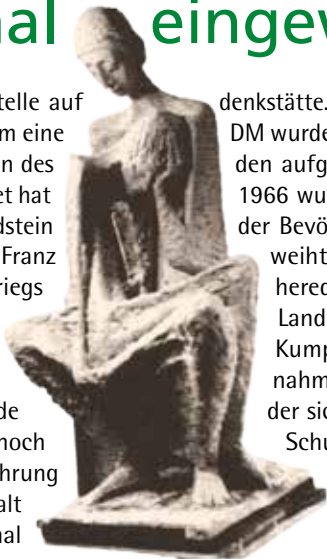 nal eingew
telle auf
m eine
n des
et hat
dstein
Franz
riegs
de
noch
hrung
alt
nal
denkstätte.
DM wurde
den aufg
1966 wu
der Bevö
weiht
hered
Land
Kump
nahm
der sic
Schu